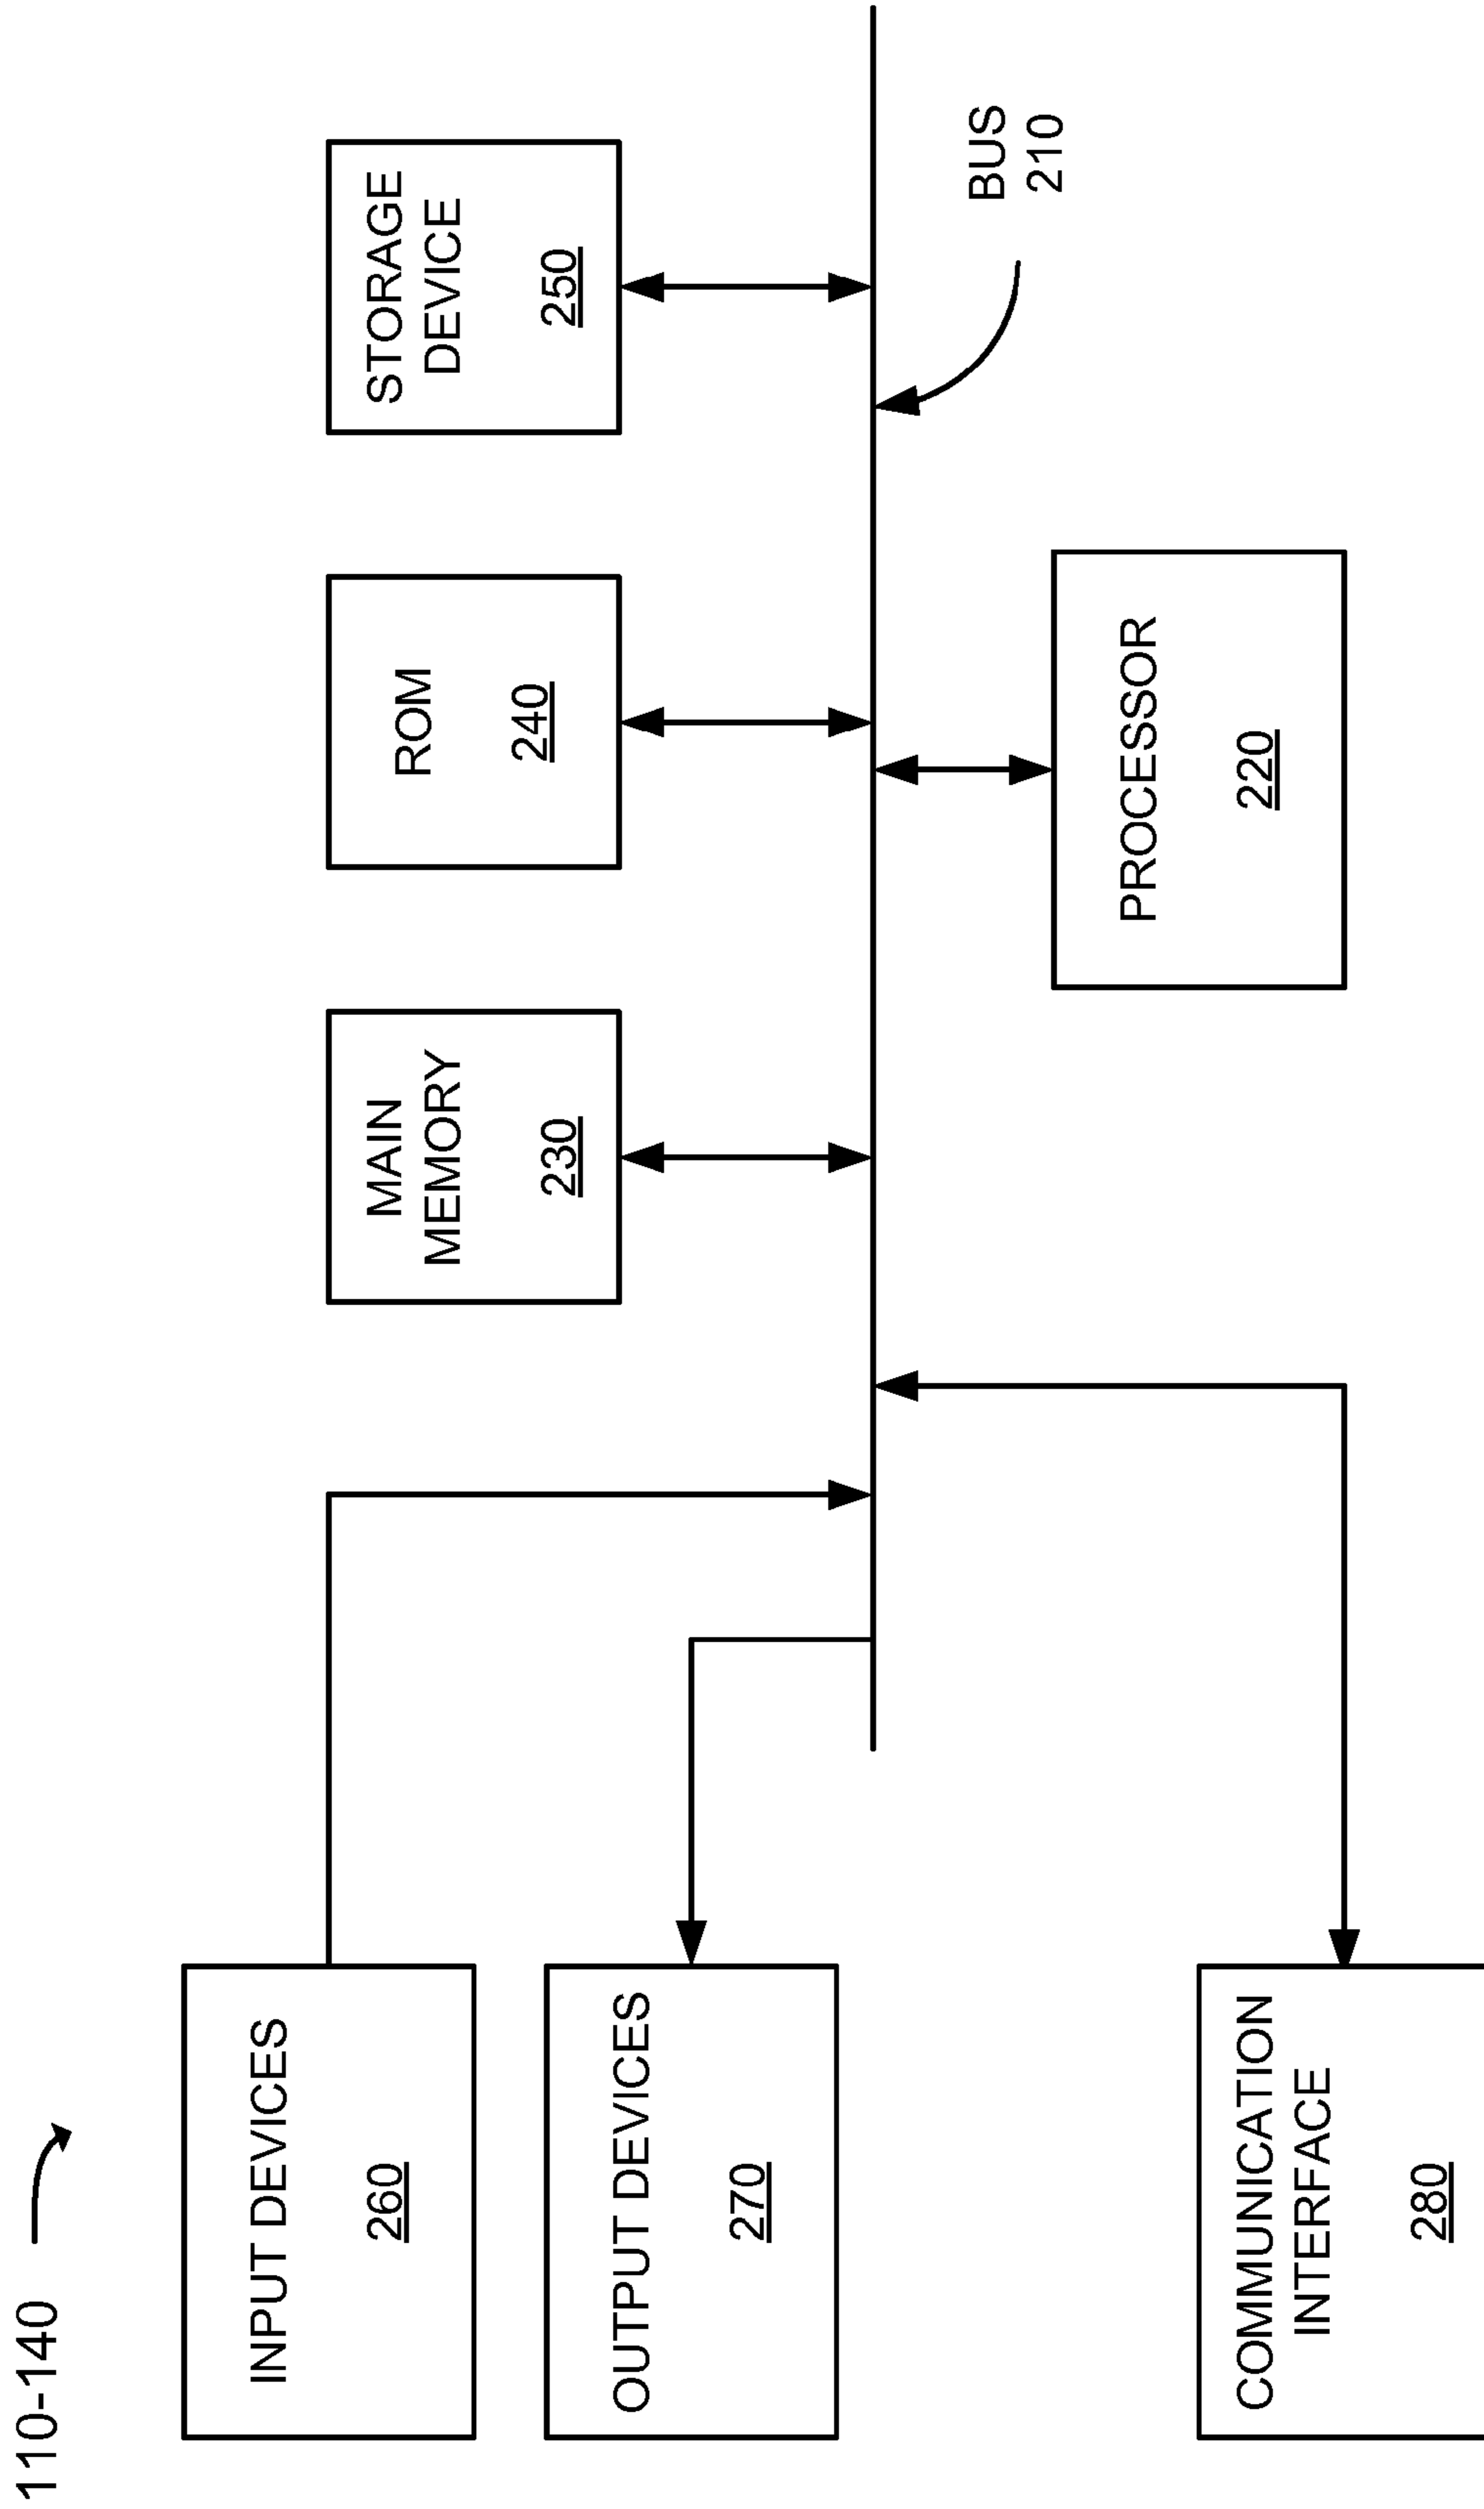 110-140
INPUT DEVICES
260
OUTPUT DEVICES
270
COMMUNICATION
INTERFACE
280
MAIN
MEMORY
230
ROM
240
STORAGE
DEVICE
250
BUS
210
PROCESSOR
220